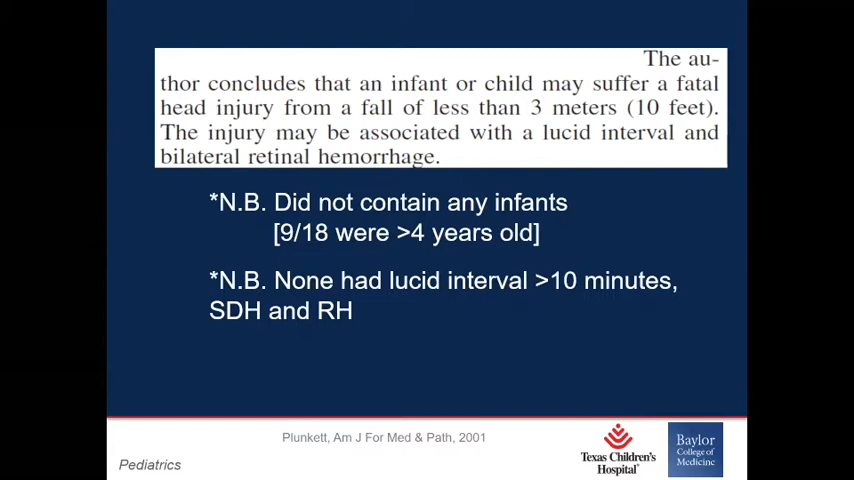 The au-
thor concludes that an infant or child may suffer a fatal
head injury from a fall of less than 3 meters (10 feet).
The injury may be associated with a lucid interval and
bilateral retinal hemorrhage.
*N.B. Did not contain any infants
[9/18 were >4 years old]
*N.B. None had lucid interval >10 minutes,
SDH and RH
Plunkett, Am J For Med & Path, 2001
Pediatrics
Texas Children's
Hospital®
Baylor
College of
Medicine